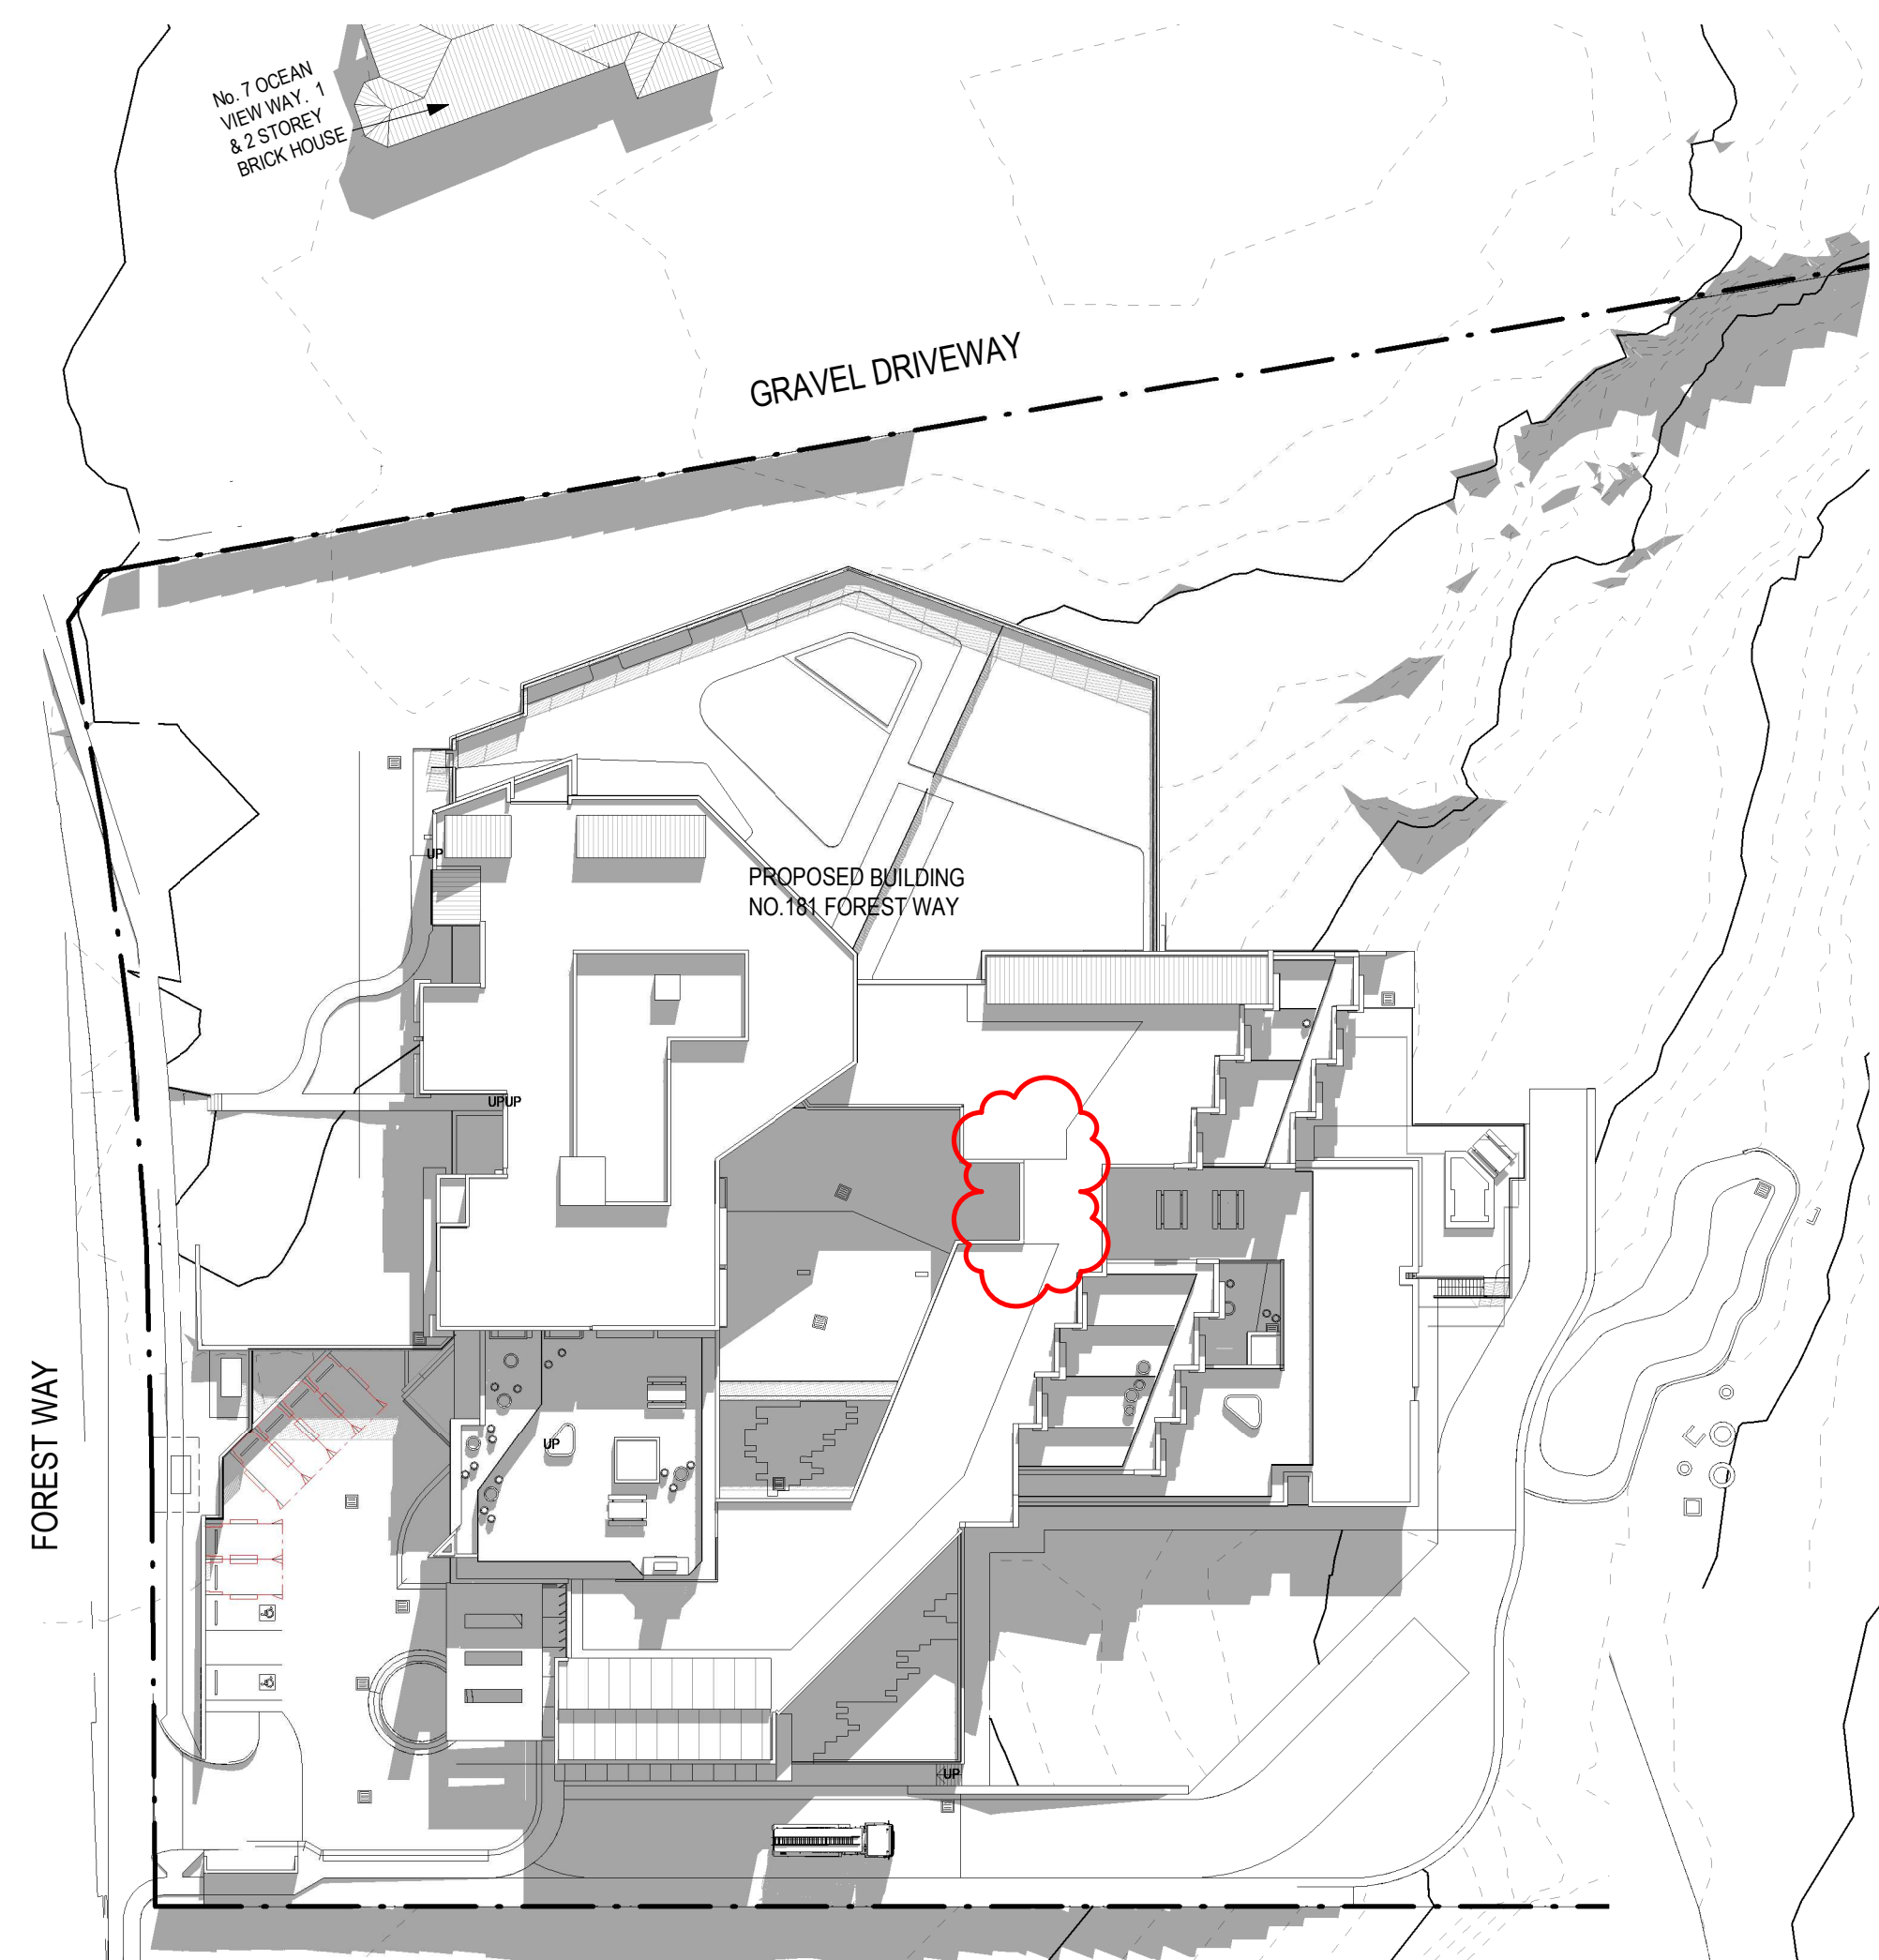 No. 7 OCEAN
VIEW WAY. 1
& 2 STOREY
BRICK HOUSE
GRAVEL DRIVEWAY
UP
PROPOSED BUILDING
NO.181 FOREST WAY
UPUP
FOREST WAY
UP
UP